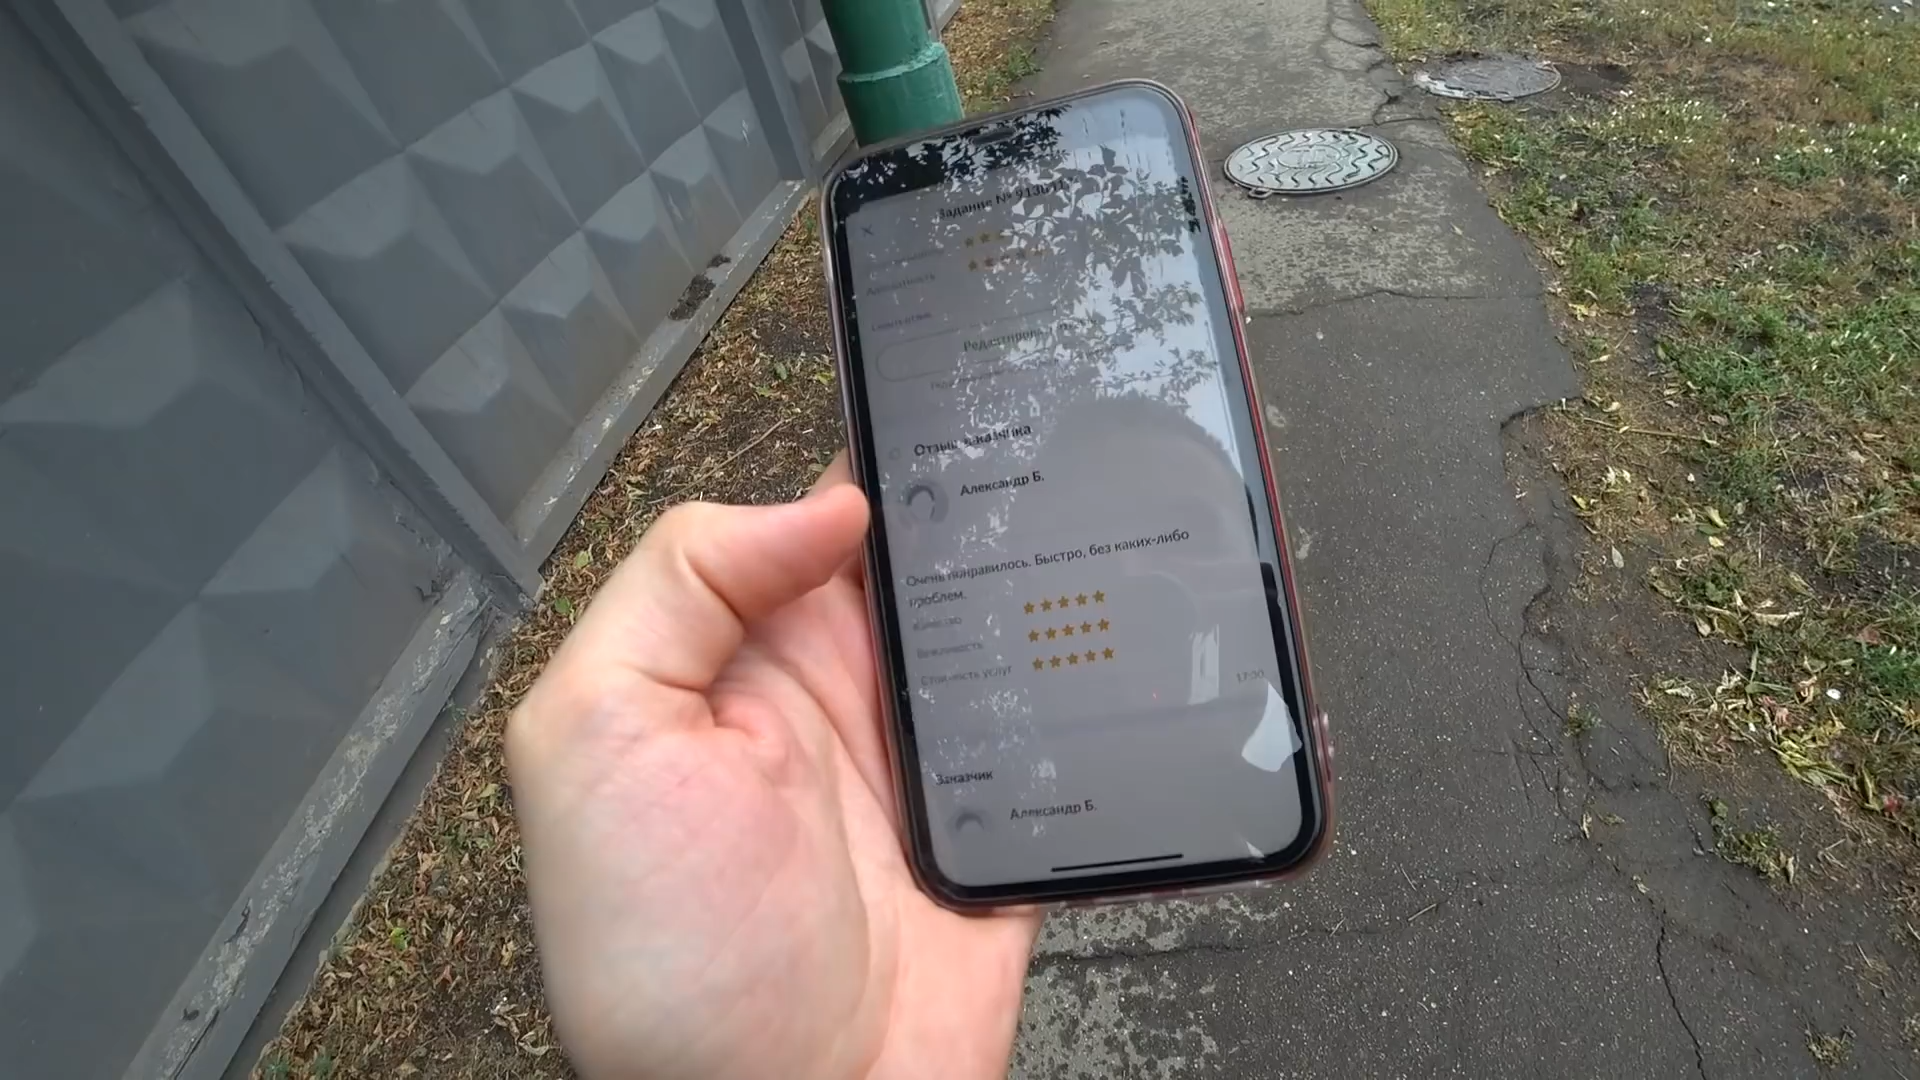 Задание №
Адекватность
Отзыв заказчика
Александр Б.
Очень понравилось. Быстро, без каких-либо
проблем.
Качество
Вежливость
Стоимость услуг
17:30
Заказчик
Александр Б.